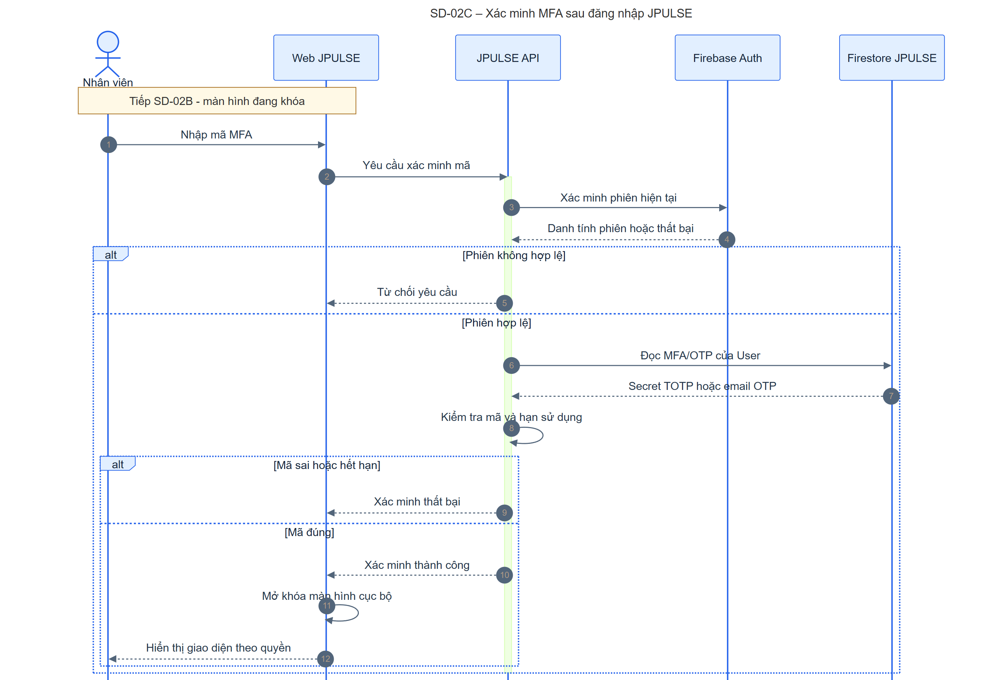 SD-02C – Xác minh MFA sau đăng nhập JPULSE
Nhân viên
Web JPULSE
JPULSE API
Firebase Auth
Firestore JPULSE
Tiếp SD-02B - màn hình đang khóa
Nhập mã MFA
1
Yêu cầu xác minh mã
2
Xác minh phiên hiện tại
3
Danh tính phiên hoặc thất bại
4
alt
[Phiên không hợp lệ]
Từ chối yêu cầu
5
[Phiên hợp lệ]
Đọc MFA/OTP của User
6
Secret TOTP hoặc email OTP
7
Kiểm tra mã và hạn sử dụng
8
alt
[Mã sai hoặc hết hạn]
Xác minh thất bại
9
[Mã đúng]
Xác minh thành công
10
Mở khóa màn hình cục bộ
11
Hiển thị giao diện theo quyền
12